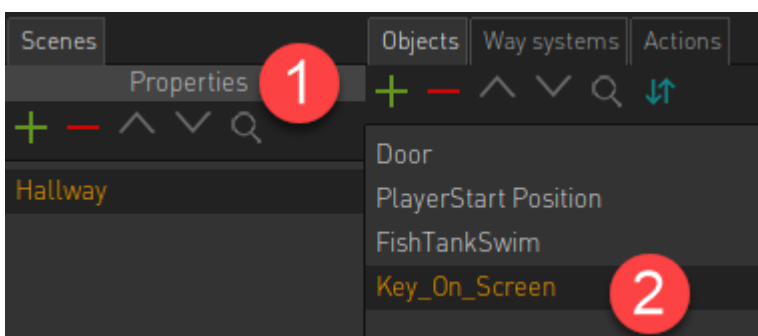 Scenes
Properties
1
Hallway
Objects Way systems Actions
Door
PlayerStart Position
FishTankSwim
Key_On_Screen
2